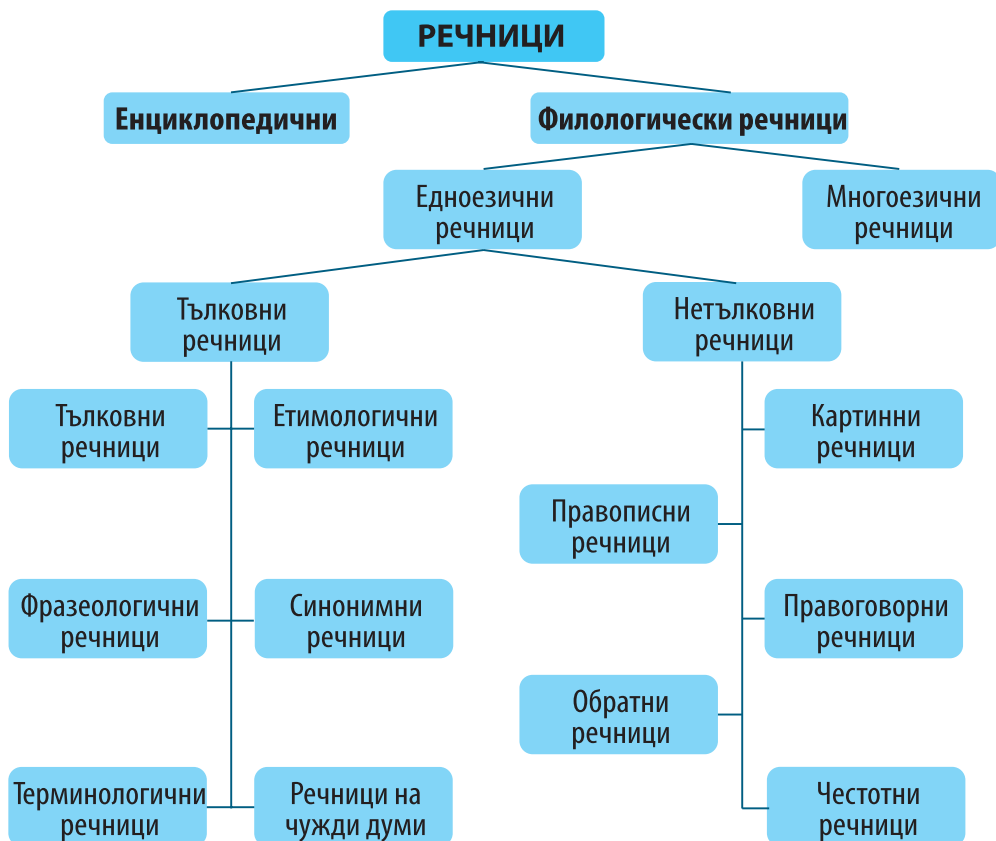 РЕЧНИЦИ
Енциклопедични
Филологически речници
Едноезични
речници
Многоезични
речници
Тълковни
речници
Нетълковни
речници
Тълковни
речници
Етимологични
речници
Картинни
речници
Правописни
речници
Фразеологични
речници
Синонимни
речници
Правоговорни
речници
Обратни
речници
Терминологични
речници
Речници на
чужди думи
Честотни
речници